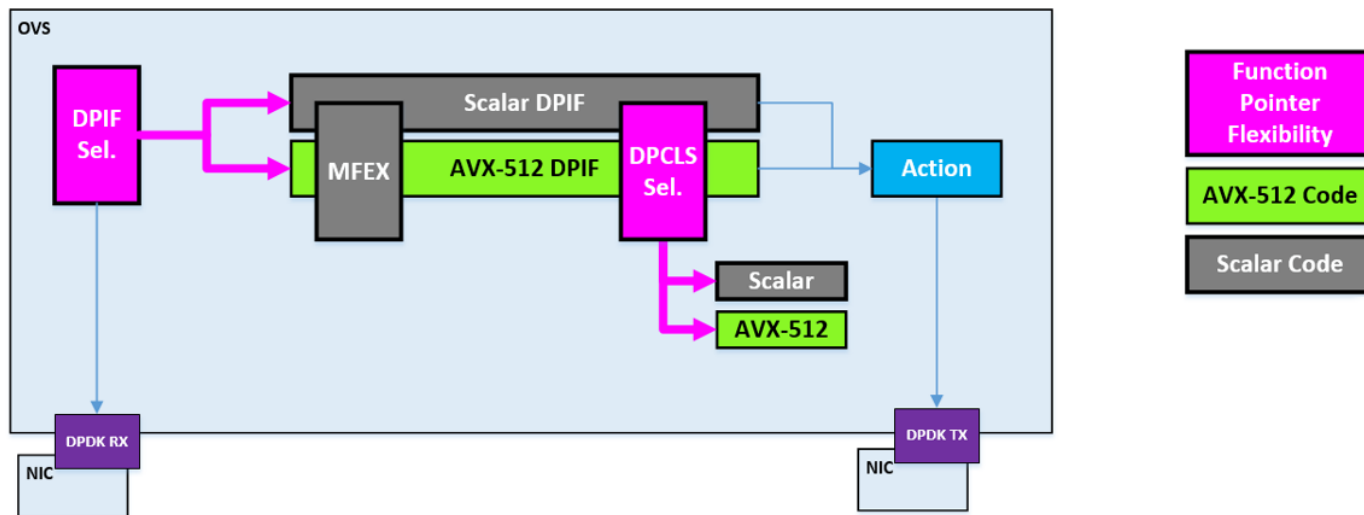 OVS
DPIF
Sel.
Scalar DPIF
MFEX
AVX-512 DPIF
DPCLS
Sel.
Action
Scalar
AVX-512
DPDK RX
NIC
DPDK TX
NIC
Function
Pointer
Flexibility
AVX-512 Code
Scalar Code